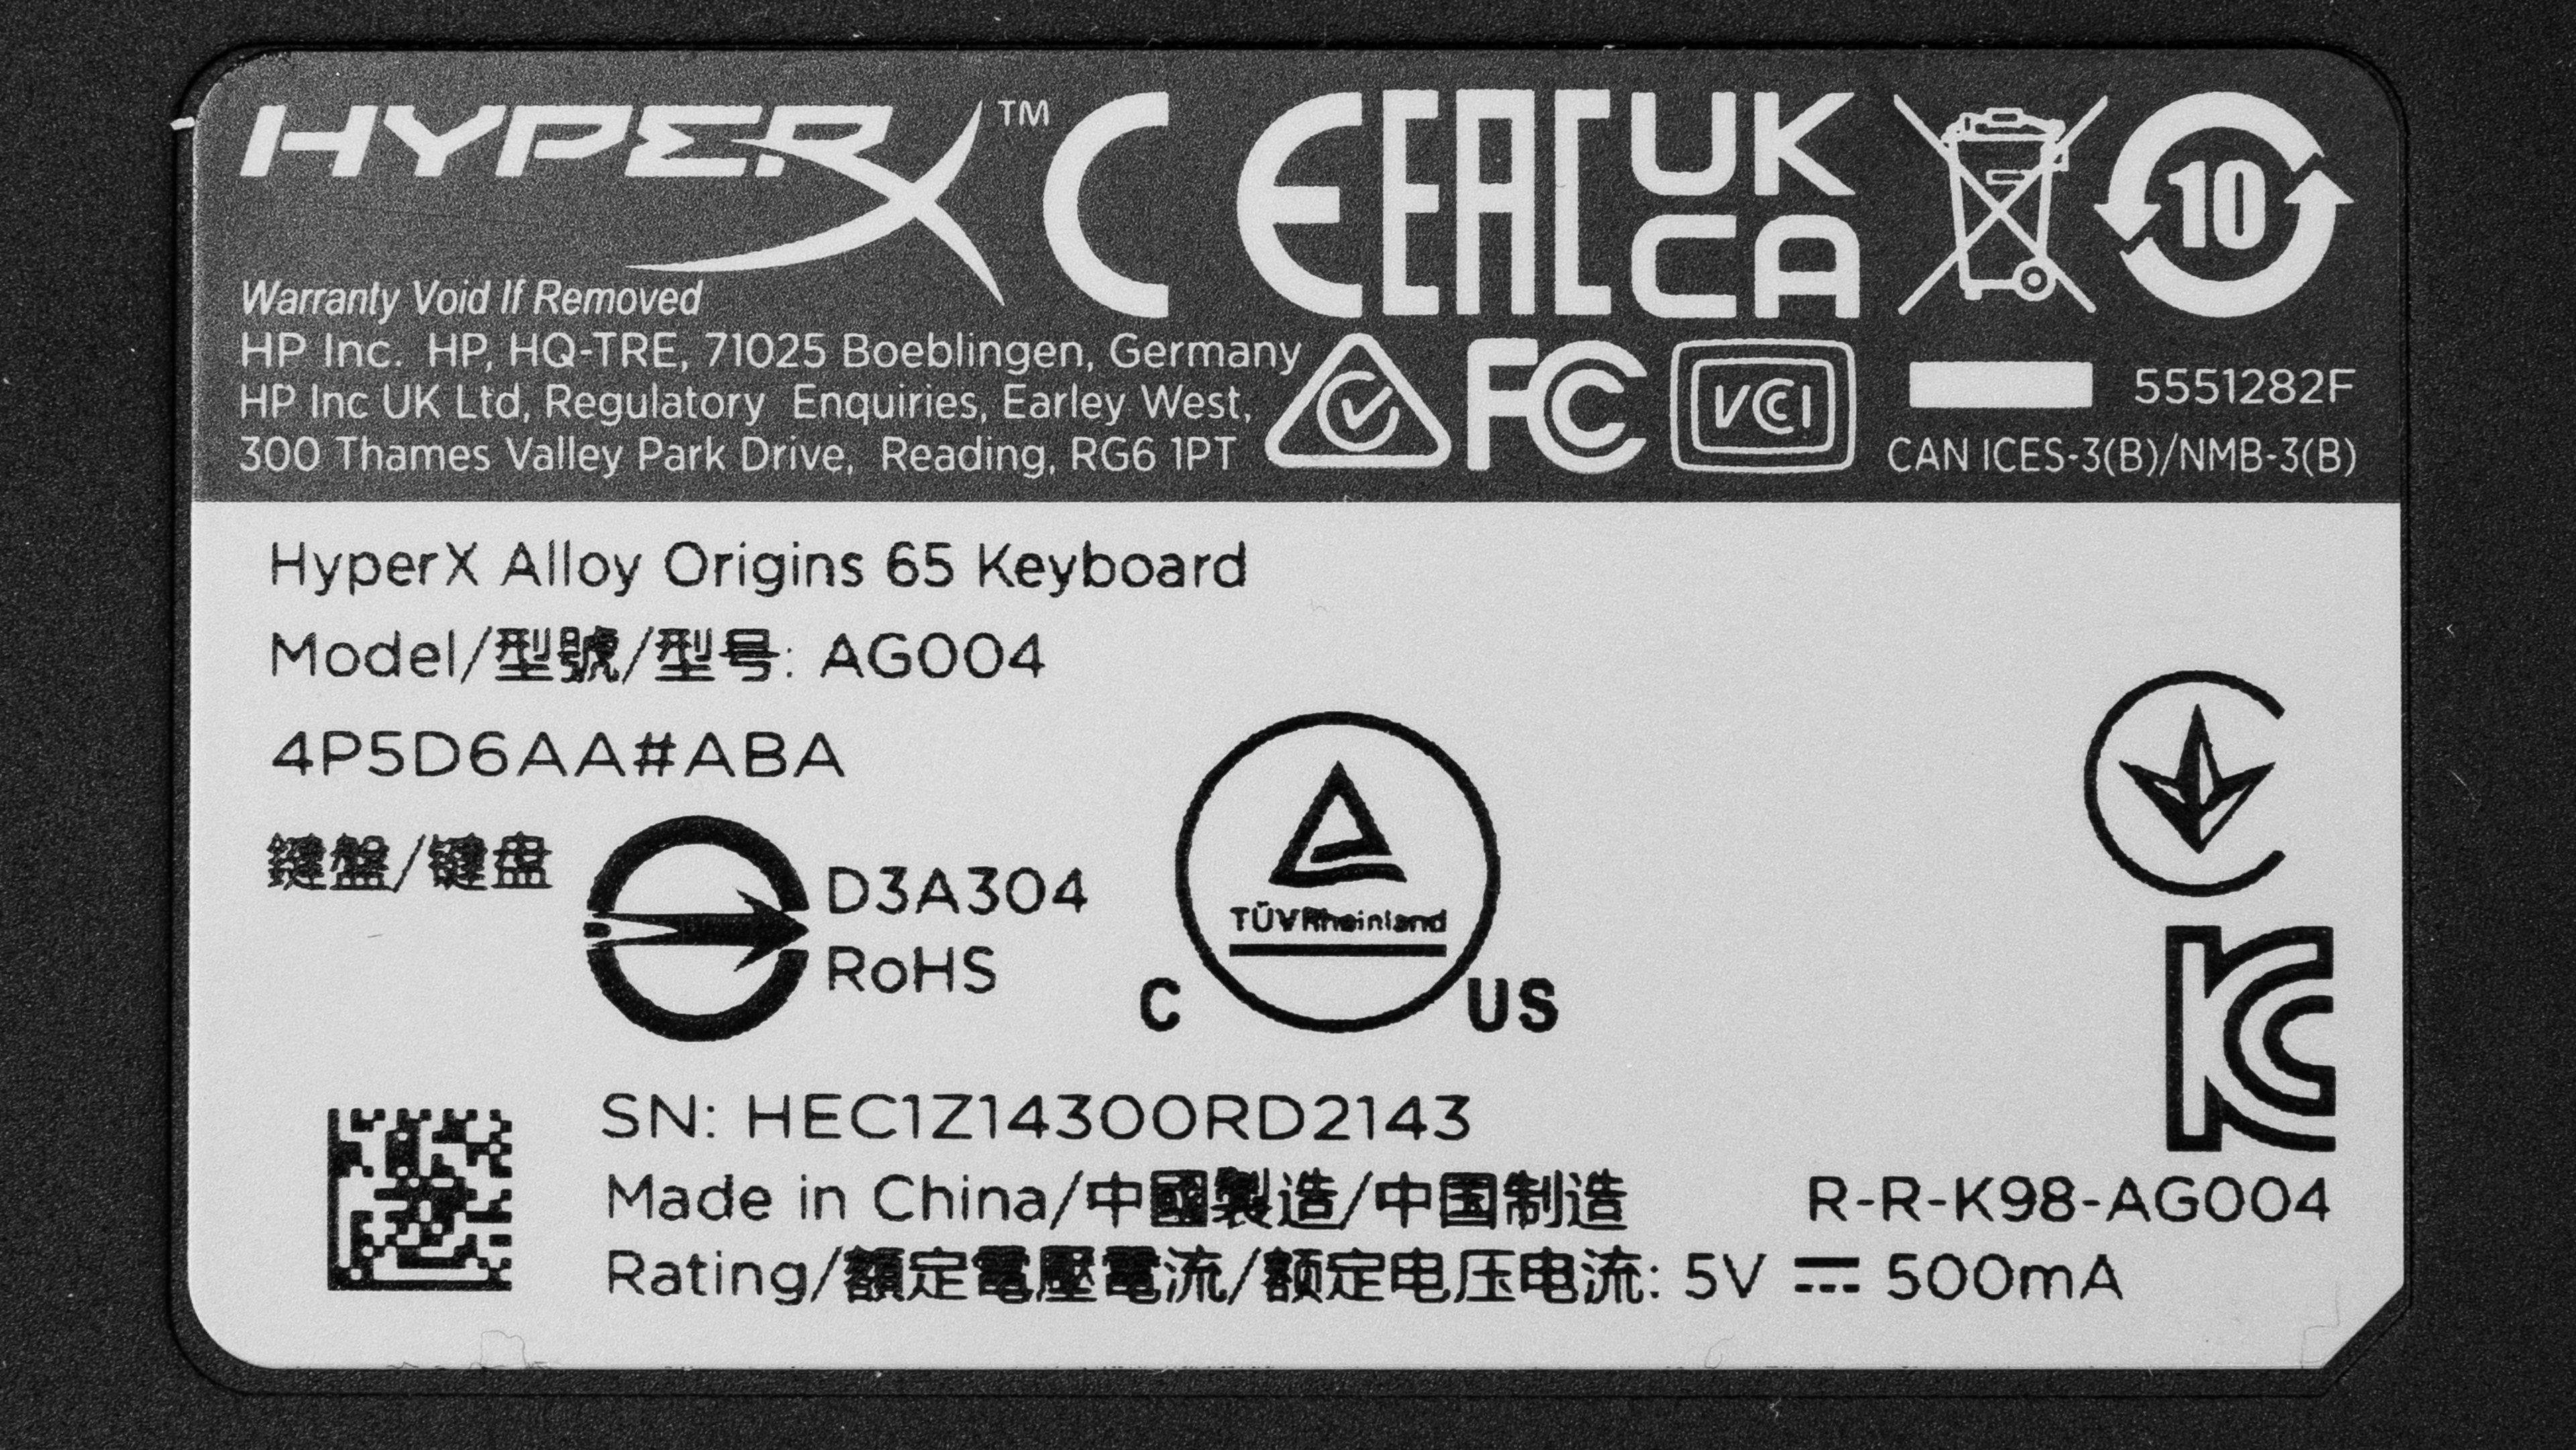 HYPERX™
CE EAC UK CA
10
Warranty Void If Removed
HP Inc. HP, HQ-TRE, 71025 Boeblingen, Germany
HP Inc UK Ltd, Regulatory Enquiries, Earley West,
300 Thames Valley Park Drive, Reading, RG6 1PT
FC VCCI
5551282F
CAN ICES-3(B)/NMB-3(B)
HyperX Alloy Origins 65 Keyboard
Model/型號/型号: AG004
4P5D6AA#ABA
鍵盤/键盘
D3A304
RoHS
TÜVRheinland
C US
KC
SN: HEC1Z14300RD2143
Made in China/中國製造/中国制造
R-R-K98-AG004
Rating/額定電壓電流/额定电压电流: 5V ⎓ 500mA